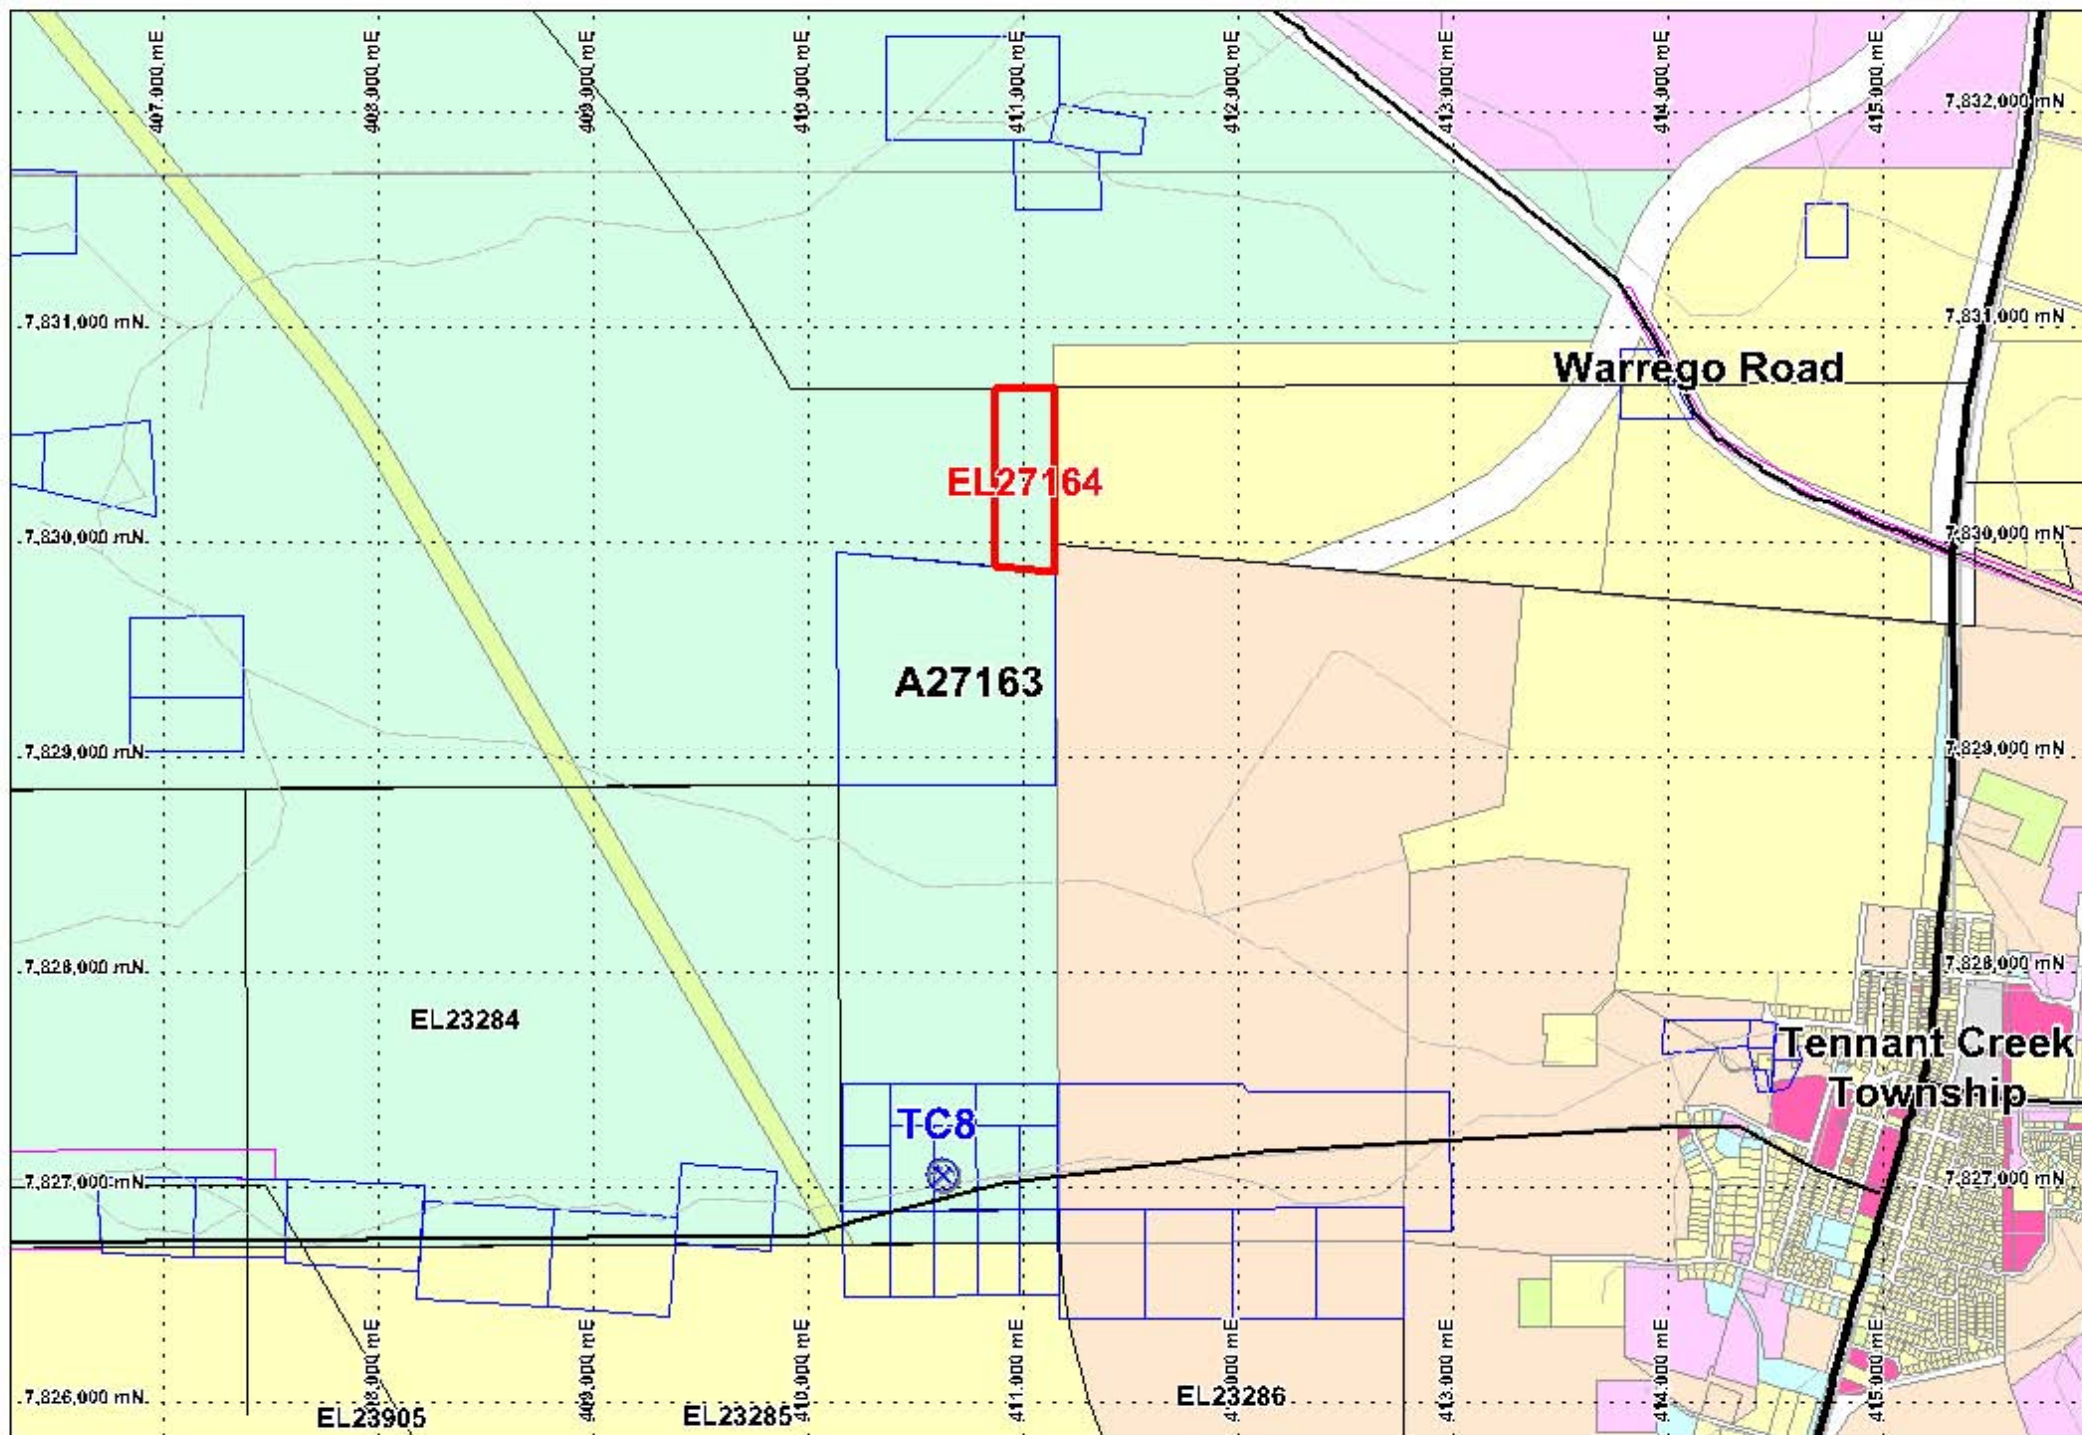 407,000 mE
408,000 mE
409,000 mE
410,000 mE
411,000 mE
412,000 mE
413,000 mE
414,000 mE
415,000 mE
7,832,000 mN
7,831,000 mN.
7,831,000 mN
Warrego Road
EL27164
7,830,000 mN.
7,830,000 mN
A27163
7,829,000 mN.
7,829,000 mN
7,828,000 mN.
7,828,000 mN
EL23284
Tennant Creek
Township
TC8
7,827,000 mN
7,827,000 mN
408,000 mE
409,000 mE
410,000 mE
411,000 mE
412,000 mE
413,000 mE
414,000 mE
415,000 mE
7,826,000 mN.
EL23905
EL23285
EL23286